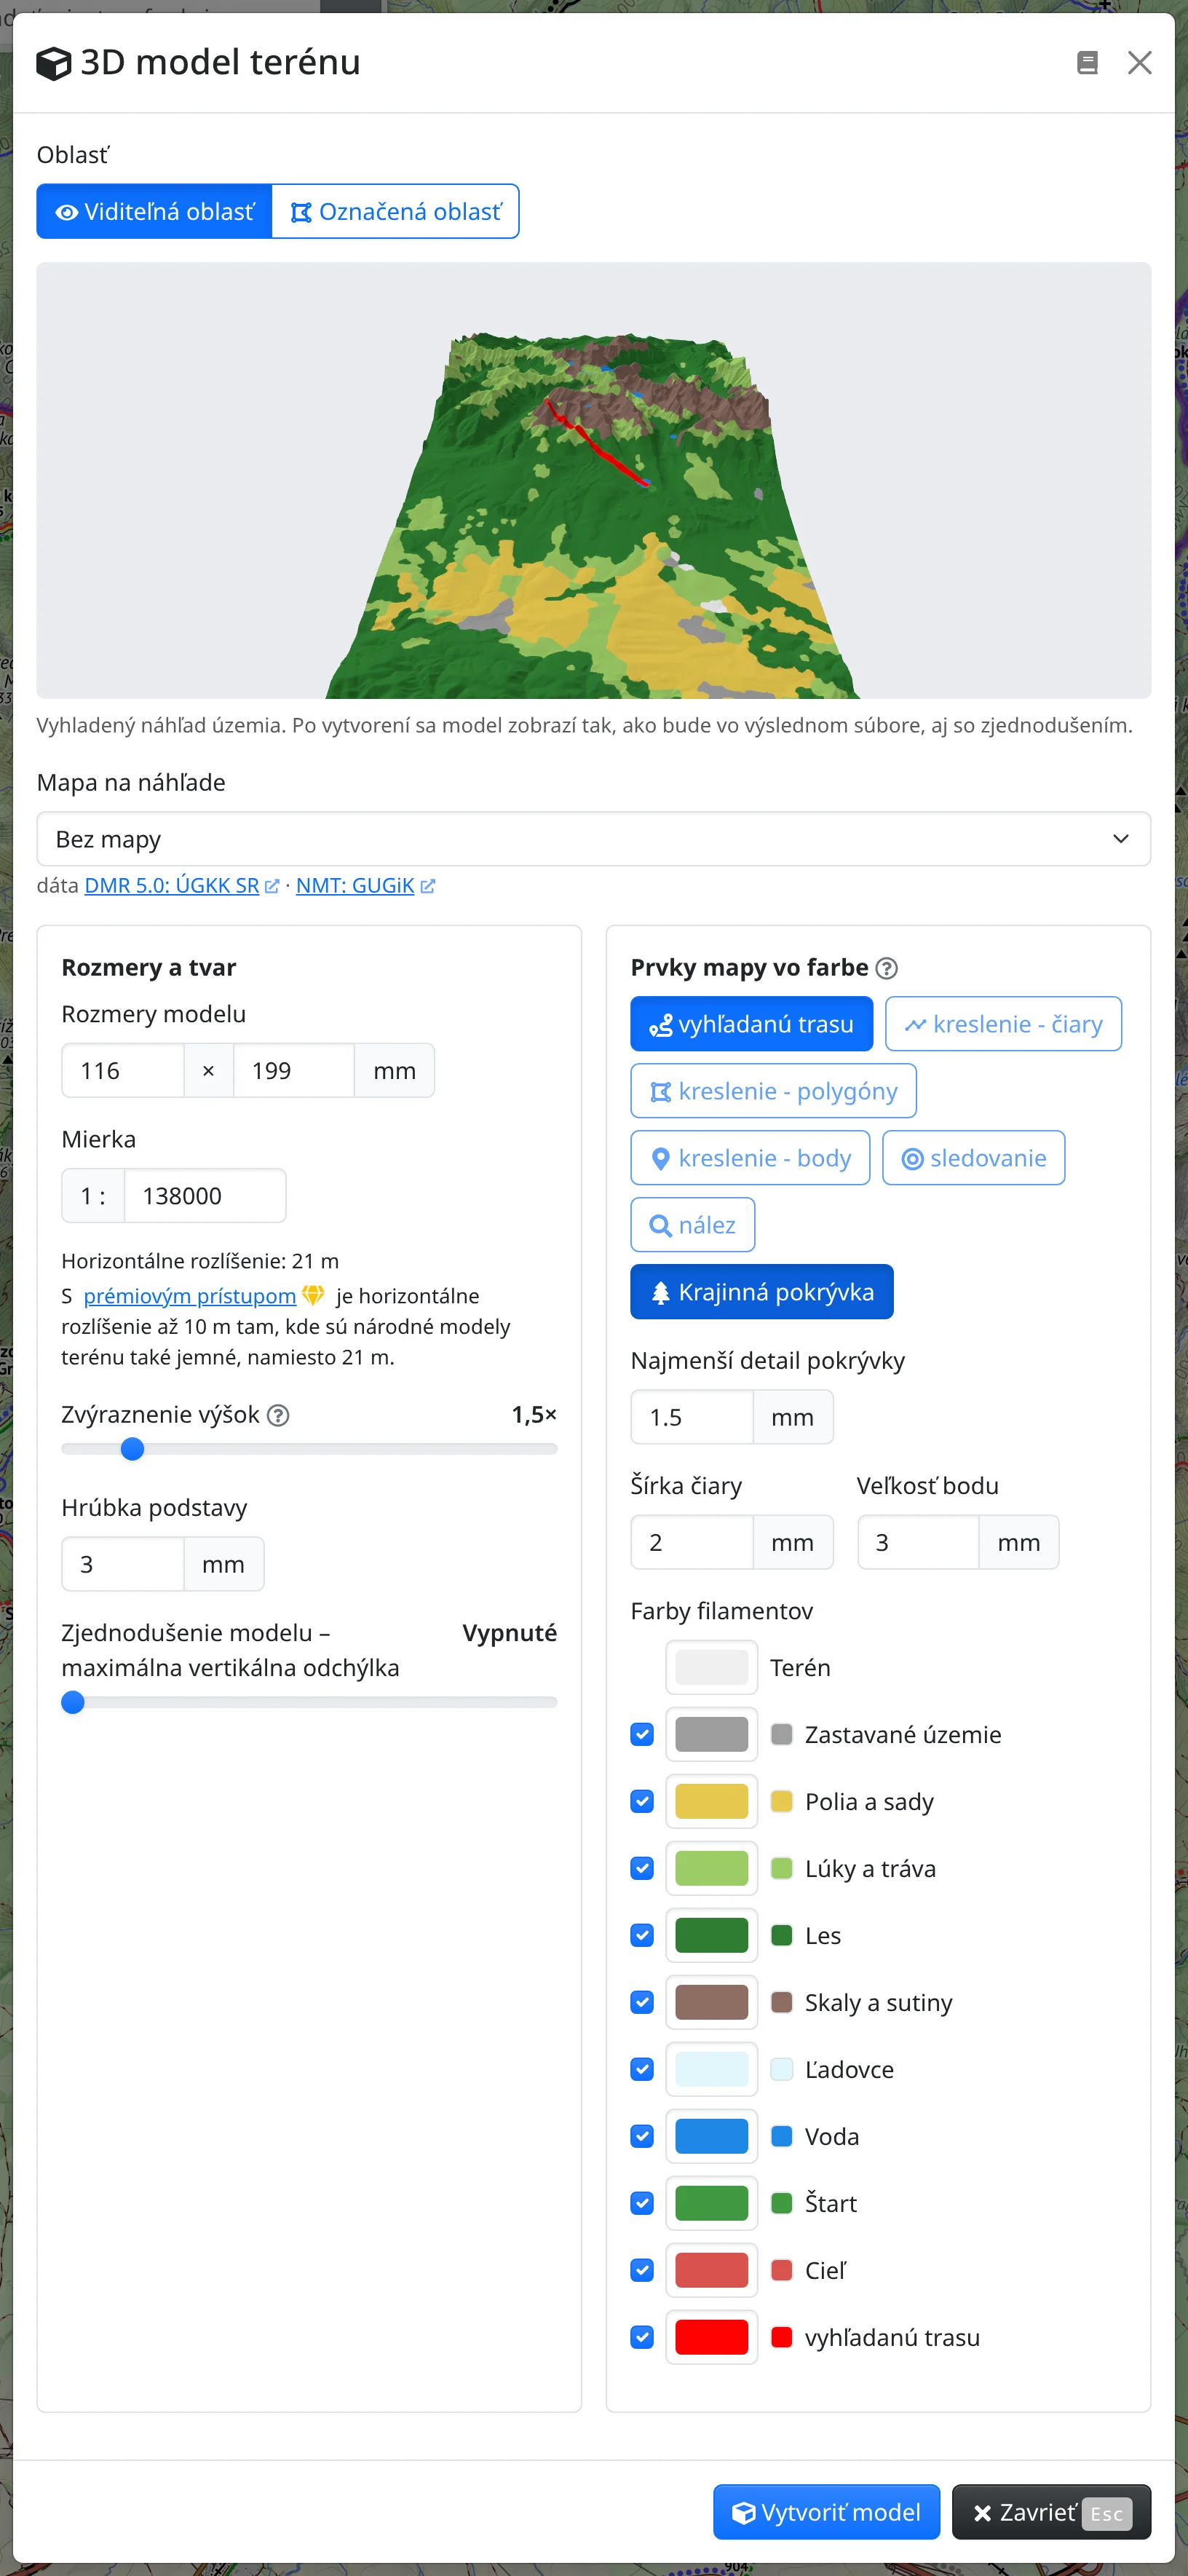 3D model terénu
Oblasť
Viditeľná oblasť
Označená oblasť
Vyhladený náhľad územia. Po vytvorení sa model zobrazí tak, ako bude vo výslednom súbore, aj so zjednodušením.
Mapa na náhľade
Bez mapy
dáta DMR 5.0: ÚGKK SR · NMT: GUGiK
Rozmery a tvar
Rozmery modelu
116 × 199 mm
Mierka
1 : 138000
Horizontálne rozlíšenie: 21 m
S prémiovým prístupom je horizontálne
rozlíšenie až 10 m tam, kde sú národné modely
terénu také jemné, namiesto 21 m.
Zvýraznenie výšok 1,5×
Hrúbka podstavy
3 mm
Zjednodušenie modelu – Vypnuté
maximálna vertikálna odchýlka
Prvky mapy vo farbe
vyhľadanú trasu
kreslenie - čiary
kreslenie - polygóny
kreslenie - body
sledovanie
nález
Krajinná pokrývka
Najmenší detail pokrývky
1.5 mm
Šírka čiary
Veľkosť bodu
2 mm
3 mm
Farby filamentov
Terén
Zastavané územie
Polia a sady
Lúky a tráva
Les
Skaly a sutiny
Ľadovce
Voda
Štart
Cieľ
vyhľadanú trasu
Vytvoriť model
Zavrieť Esc
904